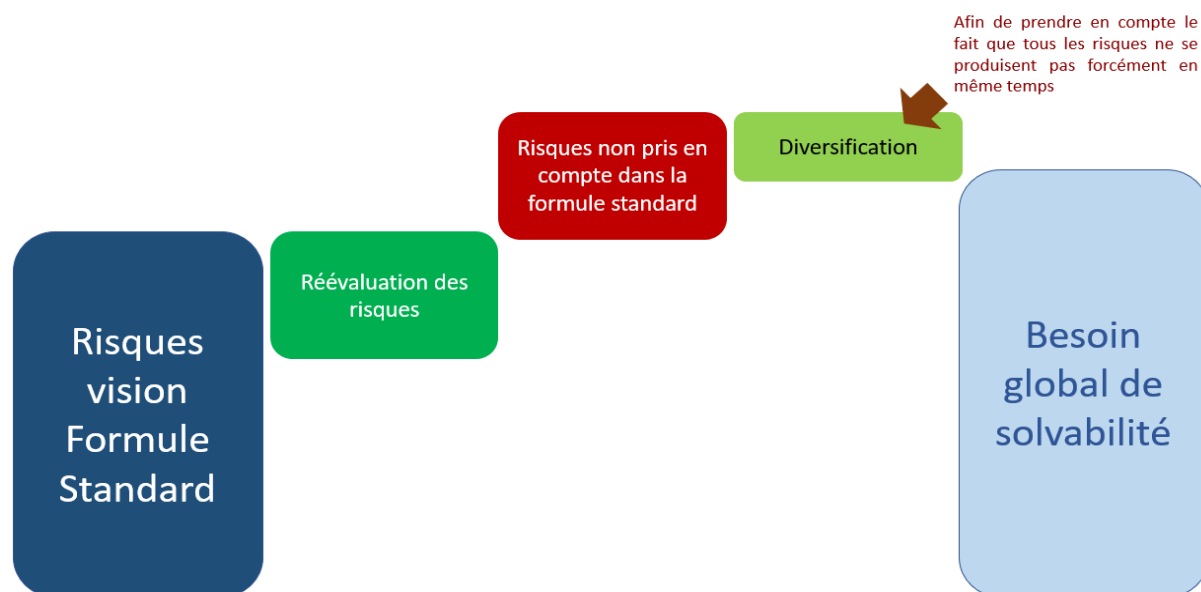 Afin de prendre en compte le
fait que tous les risques ne se
produisent pas forcément en
même temps
Risques non pris en
compte dans la
formule standard
Diversification
Réévaluation des
risques
Risques
vision
Formule
Standard
Besoin
global de
solvabilité